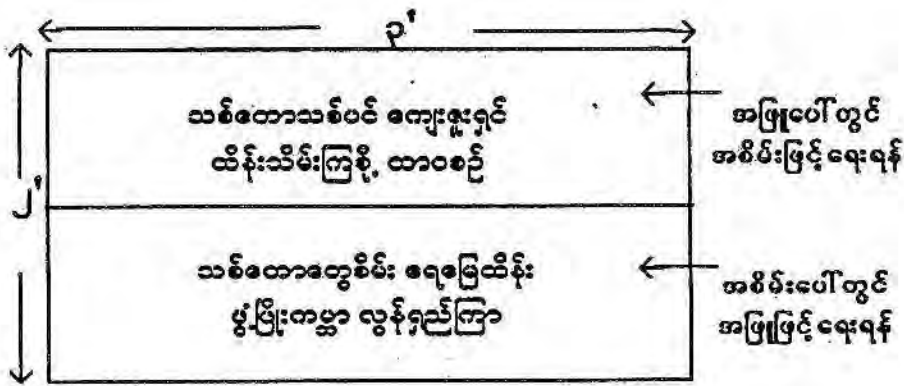 ၃'
၂'
သစ်တောသစ်ပင် ကျေးဇူးရှင်
ထိန်းသိမ်းကြစို့ ထာဝစဉ်
အဖြူပေါ်တွင်
အစိမ်းဖြင့်ရေးရန်
သစ်တောတွေစိမ်း ရေမြေထိန်း
ဖွံ့ဖြိုးကမ္ဘာ လွန်ရှည်ကြာ
အစိမ်းပေါ်တွင်
အဖြူဖြင့်ရေးရန်